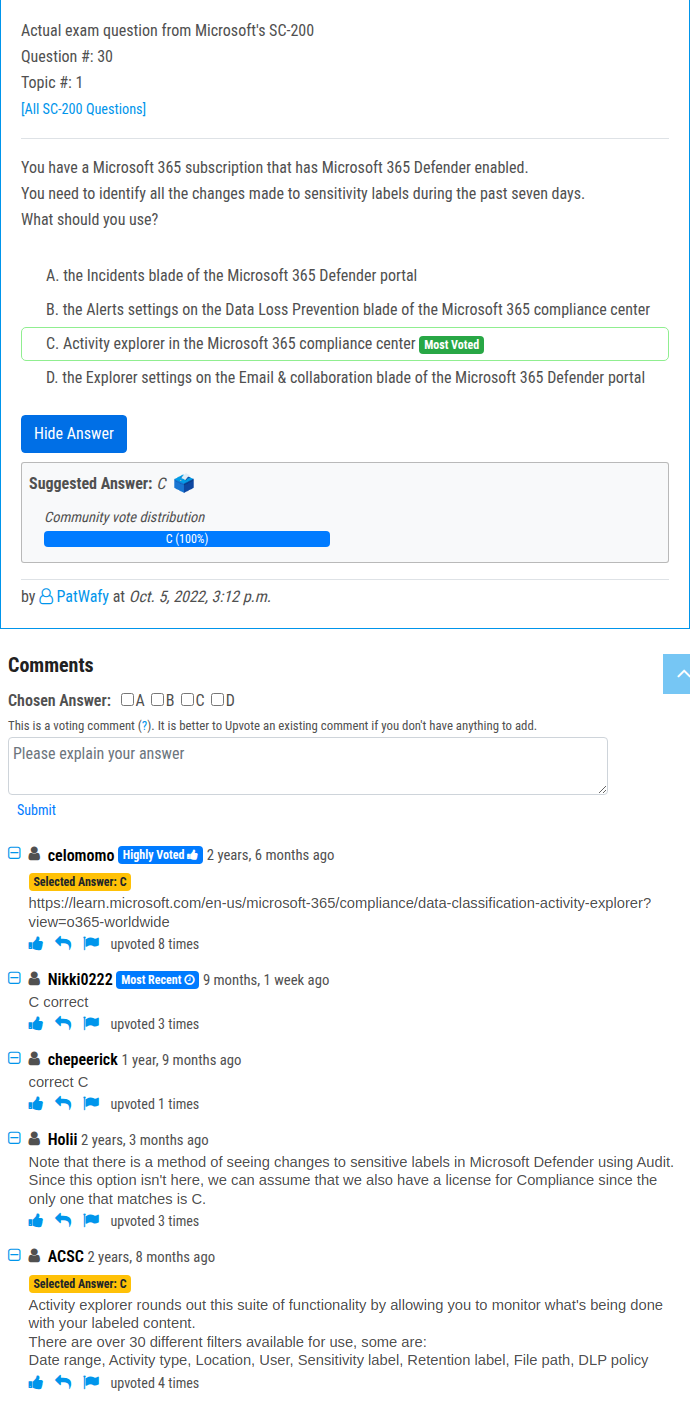 Actual exam question from Microsoft's SC-200
Question #: 30
Topic #: 1
[All SC-200 Questions]
You have a Microsoft 365 subscription that has Microsoft 365 Defender enabled.
You need to identify all the changes made to sensitivity labels during the past seven days.
What should you use?
A. the Incidents blade of the Microsoft 365 Defender portal
B. the Alerts settings on the Data Loss Prevention blade of the Microsoft 365 compliance center
C. Activity explorer in the Microsoft 365 compliance center Most Voted
D. the Explorer settings on the Email & collaboration blade of the Microsoft 365 Defender portal
Hide Answer
Suggested Answer: C
Community vote distribution
C (100%)
by PatWafy at Oct. 5, 2022, 3:12 p.m.
Comments
Chosen Answer: A B C D
This is a voting comment (?). It is better to Upvote an existing comment if you don't have anything to add.
Please explain your answer
Submit
celomomo Highly Voted 2 years, 6 months ago
Selected Answer: C
https://learn.microsoft.com/en-us/microsoft-365/compliance/data-classification-activity-explorer?
view=o365-worldwide
upvoted 8 times
Nikki0222 Most Recent 9 months, 1 week ago
C correct
upvoted 3 times
chepeerick 1 year, 9 months ago
correct C
upvoted 1 times
Holii 2 years, 3 months ago
Note that there is a method of seeing changes to sensitive labels in Microsoft Defender using Audit.
Since this option isn't here, we can assume that we also have a license for Compliance since the
only one that matches is C.
upvoted 3 times
ACSC 2 years, 8 months ago
Selected Answer: C
Activity explorer rounds out this suite of functionality by allowing you to monitor what's being done
with your labeled content.
There are over 30 different filters available for use, some are:
Date range, Activity type, Location, User, Sensitivity label, Retention label, File path, DLP policy
upvoted 4 times